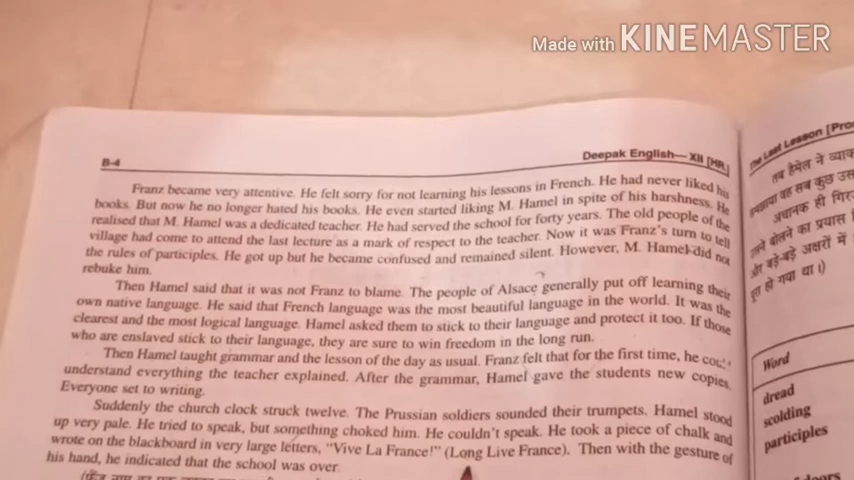 Made with KINEMASTER
B-4
Deepak English—XII [HR.]
Franz became very attentive. He felt sorry for not learning his lessons in French. He had never liked his
books. But now he no longer hated his books. He even started liking M. Hamel in spite of his harshness. He
realised that M. Hamel was a dedicated teacher. He had served the school for forty years. The old people of the
village had come to attend the last lecture as a mark of respect to the teacher. Now it was Franz's turn to tell
the rules of participles. He got up but he became confused and remained silent. However, M. Hamel did not
rebuke him.
Then Hamel said that it was not Franz to blame. The people of Alsace generally put off learning their
own native language. He said that French language was the most beautiful language in the world. It was the
clearest and the most logical language. Hamel asked them to stick to their language and protect it too. If those
who are enslaved stick to their language, they are sure to win freedom in the long run.
Then Hamel taught grammar and the lesson of the day as usual. Franz felt that for the first time, he
understand everything the teacher explained. After the grammar, Hamel gave the students new copies.
Everyone set to writing.
Suddenly the church clock struck twelve. The Prussian soldiers sounded their trumpets. Hamel stood
up very pale. He tried to speak, but something choked him. He couldn't speak. He took a piece of chalk and
wrote on the blackboard in very large letters, "Vive La France!" (Long Live France). Then with the gesture of
his hand, he indicated that the school was over.
The Last Lesson [Pro
तब हैमेल ने व्याक
समझाया वह सब कुछ उस
अचानक ही गिर
उसने बोलने का प्रयास
और बड़े-बड़े अक्षरों में
पूरा हो गया था।)
Word
dread
scolding
participles